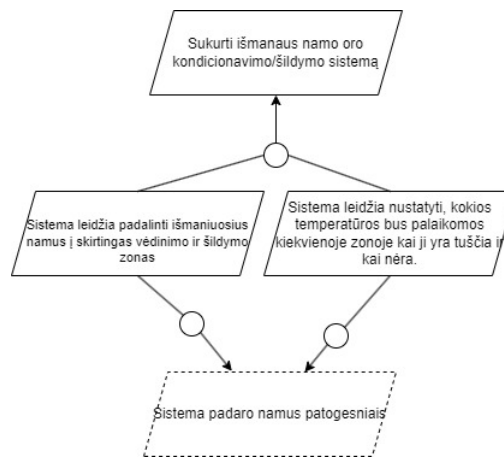 Sukurti išmanaus namo oro
kondicionavimo/šildymo sistemą
Sistema leidžia padalinti išmaniuosius
namus į skirtingas vėdinimo ir šildymo
zonas
Sistema leidžia nustatyti, kokios
temperatūros bus palaikomos
kiekvienoje zonoje kai ji yra tuščia ir
kai nėra.
Sistema padaro namus patogesniais